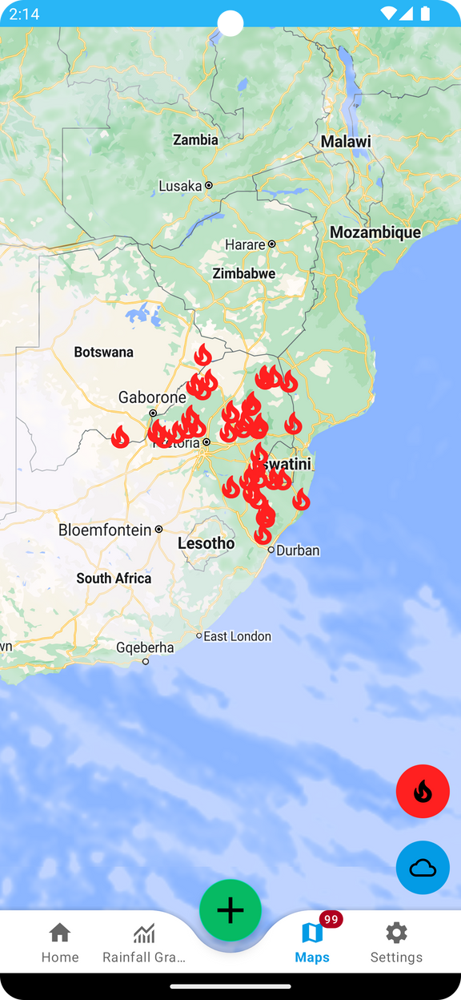 2:14
Zambia
Malawi
Lusaka
Mozambique
Harare
Zimbabwe
Botswana
Gaborone
toria
swatini
Bloemfontein
Lesotho
Durban
South Africa
East London
wn
Gqeberha
99
Home
Rainfall Gra...
Maps
Settings